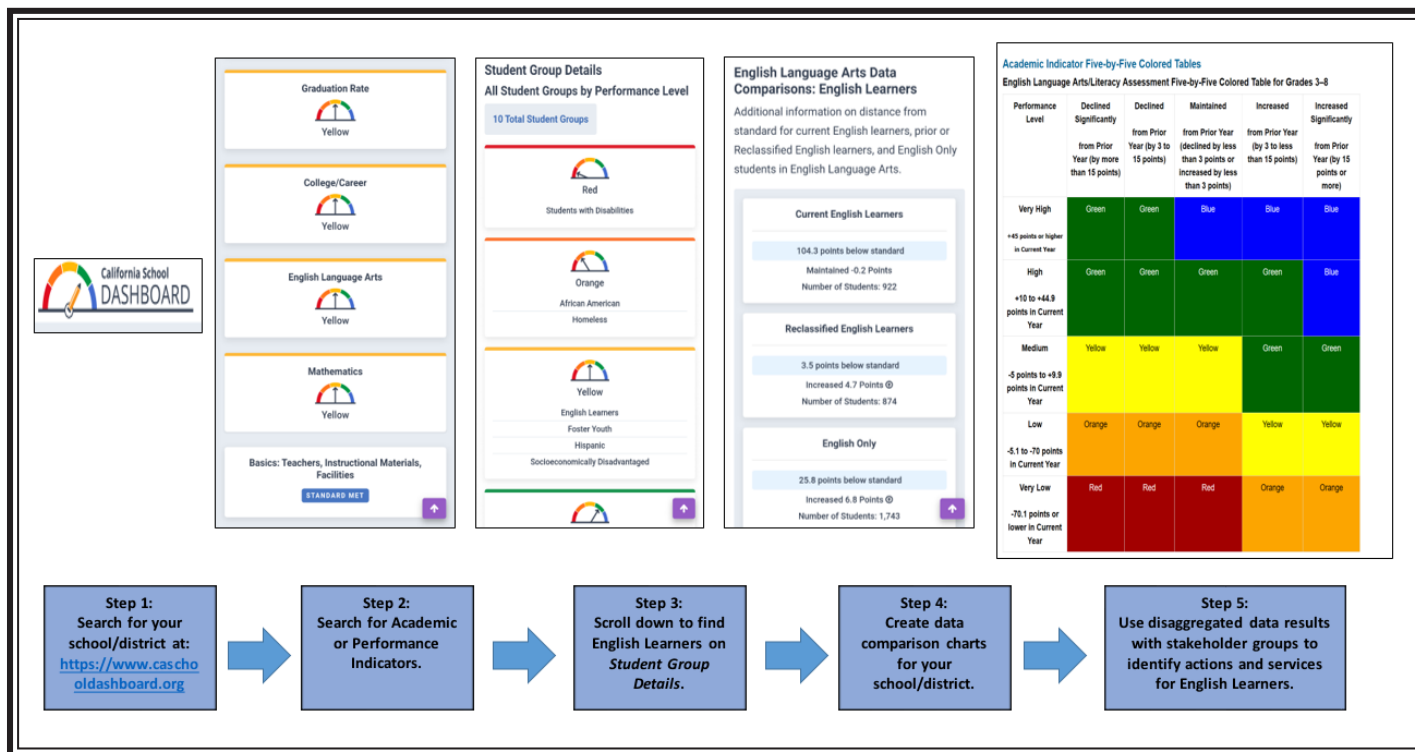 California School
DASHBOARD
Graduation Rate
Yellow
College/Career
Yellow
English Language Arts
Yellow
Mathematics
Yellow
Basics: Teachers, Instructional Materials,
Facilities
STANDARD MET
Student Group Details
All Student Groups by Performance Level
10 Total Student Groups
Red
Students with Disabilities
Orange
African American
Homeless
Yellow
English Learners
Foster Youth
Hispanic
Socioeconomically Disadvantaged
English Language Arts Data
Comparisons: English Learners
Additional information on distance from
standard for current English learners, prior or
Reclassified English learners, and English Only
students in English Language Arts.
Current English Learners
104.3 points below standard
Maintained -0.2 Points
Number of Students: 922
Reclassified English Learners
3.5 points below standard
Increased 4.7 Points
Number of Students: 874
English Only
25.8 points below standard
Increased 6.8 Points
Number of Students: 1,743
Academic Indicator Five-by-Five Colored Tables
English Language Arts/Literacy Assessment Five-by-Five Colored Table for Grades 3–8
Performance
Level
Declined
Significantly
from Prior
Year (by more
than 15 points)
Declined
from Prior
Year (by 3 to
15 points)
Maintained
from Prior Year
(declined by less
than 3 points or
increased by less
than 3 points)
Increased
from Prior Year
(by 3 to less
than 15 points)
Increased
Significantly
from Prior
Year (by 15
points or
more)
Very High
+45 points or higher
in Current Year
Green
Green
Blue
Blue
Blue
High
+10 to +44.9
points in Current
Year
Green
Green
Green
Green
Blue
Medium
-5 points to +9.9
points in Current
Year
Yellow
Yellow
Yellow
Green
Green
Low
-5.1 to -70 points
in Current Year
Orange
Orange
Orange
Yellow
Yellow
Very Low
-70.1 points or
lower in Current
Year
Red
Red
Red
Orange
Orange
Step 1:
Search for your
school/district at:
https://www.cascho
oldashboard.org
Step 2:
Search for Academic
or Performance
Indicators.
Step 3:
Scroll down to find
English Learners on
Student Group
Details.
Step 4:
Create data
comparison charts
for your
school/district.
Step 5:
Use disaggregated data results
with stakeholder groups to
identify actions and services
for English Learners.